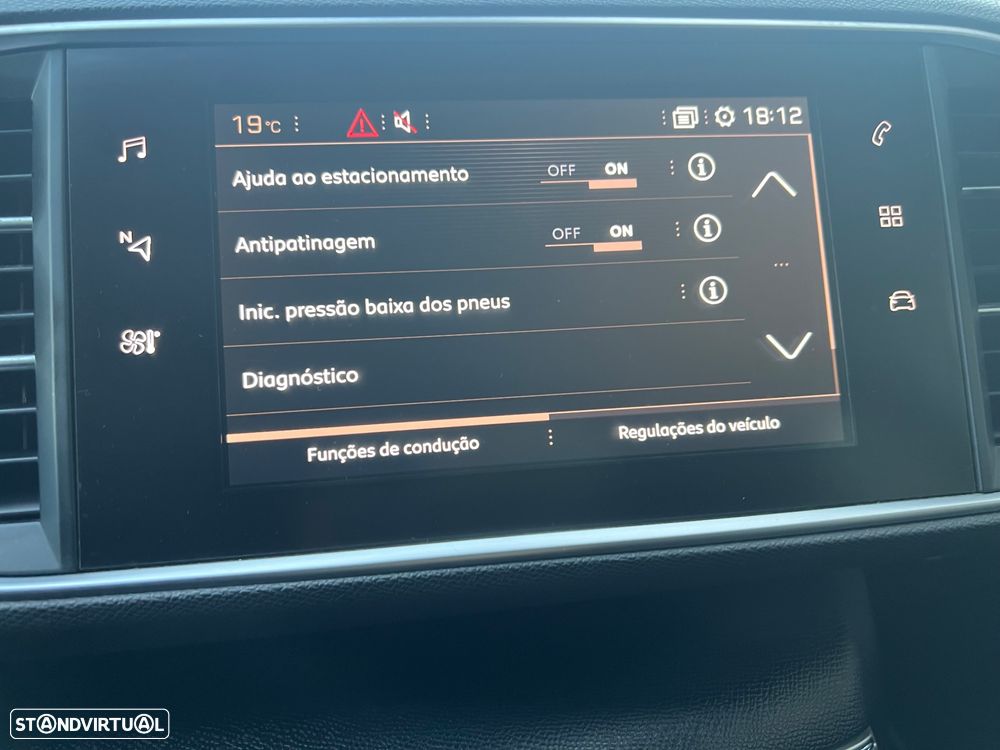 19°C 18:12
Ajuda ao estacionamento OFF ON
Antipatinagem OFF ON
Inic. pressão baixa dos pneus
Diagnóstico
Funções de condução Regulações do veículo
N
STANDVIRTUAL